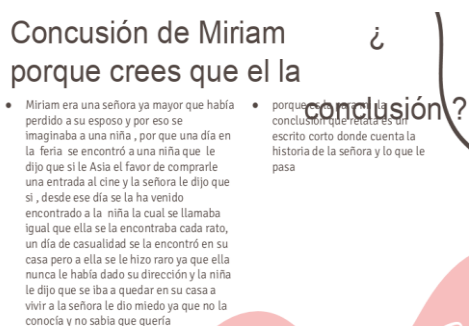 Concusión de Miriam
¿
porque crees que el la
conclusión ?
Miriam era una señora ya mayor que había
perdido a su esposo y por eso se
imaginaba a una niña , por que una día en
la feria se encontró a una niña que le
dijo que si le Asia el favor de comprarle
una entrada al cine y la señora le dijo que
si , desde ese día se la ha venido
encontrado a la niña la cual se llamaba
igual que ella se la encontraba cada rato,
un día de casualidad se la encontró en su
casa pero a ella se le hizo raro ya que ella
nunca le había dado su dirección y la niña
le dijo que se iba a quedar en su casa a
vivir a la señora le dio miedo ya que no la
conocía y no sabia que quería
porque es la para mi la
conclusión que relata es un
escrito corto donde cuenta la
historia de la señora y lo que le
pasa